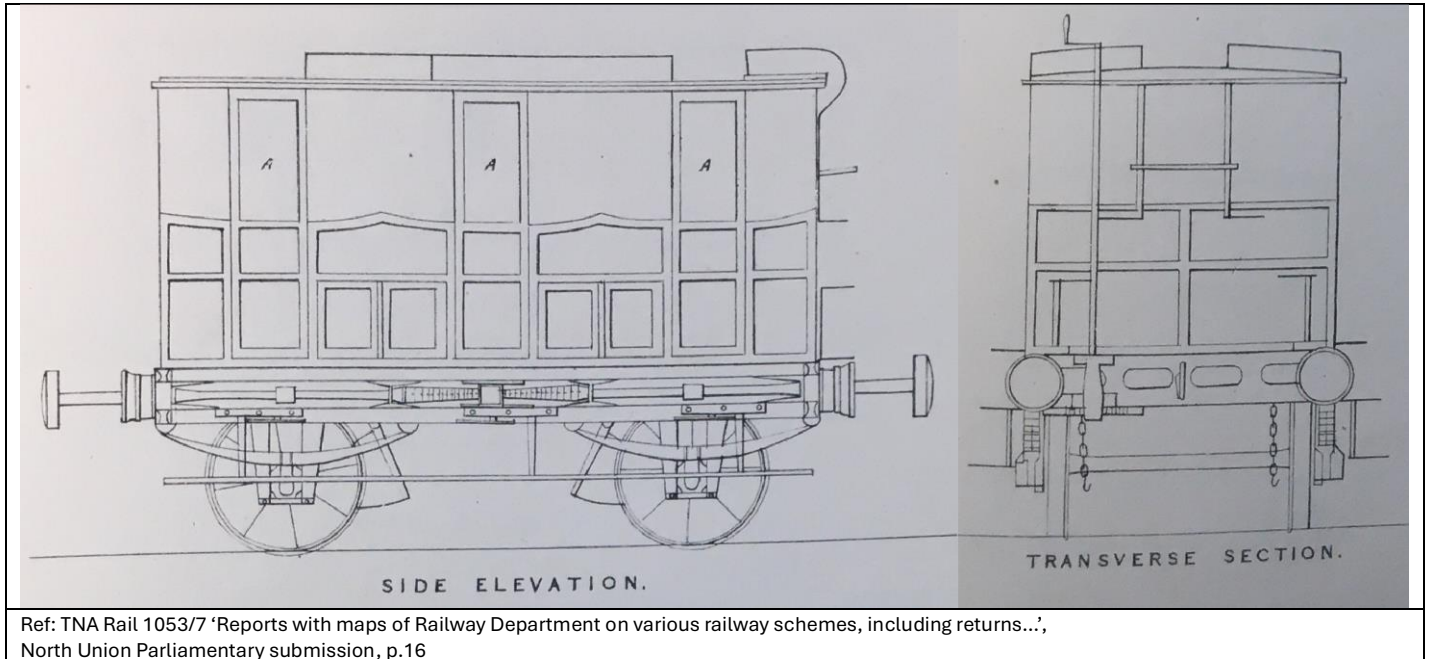 A A A
SIDE ELEVATION.
TRANSVERSE SECTION.
Ref: TNA Rail 1053/7 ‘Reports with maps of Railway Department on various railway schemes, including returns...’,
North Union Parliamentary submission, p.16